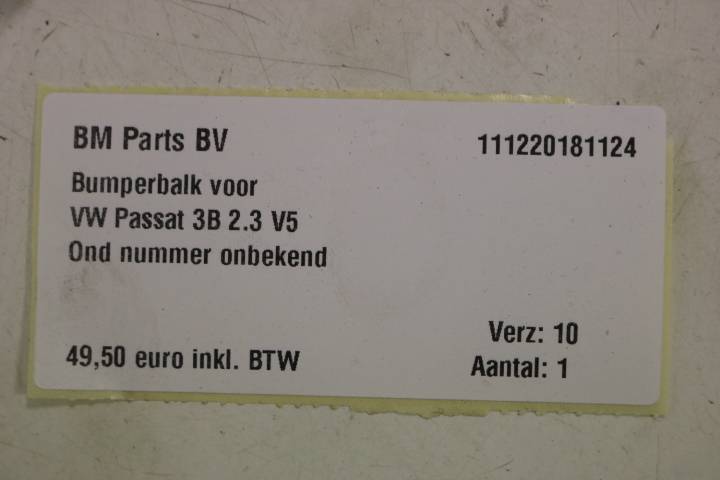 BM Parts BV
111220181124
Bumperbalk voor
VW Passat 3B 2.3 V5
Ond nummer onbekend
Verz: 10
49,50 euro inkl. BTW
Aantal: 1